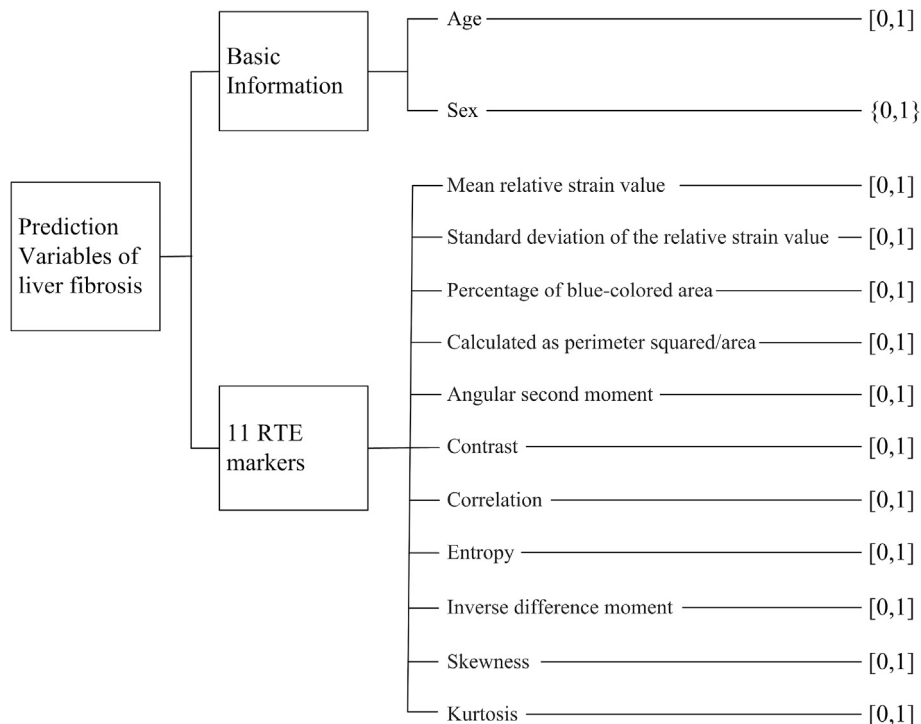 Prediction
Variables of
liver fibrosis
Basic
Information
Age [0,1]
Sex {0,1}
11 RTE
markers
Mean relative strain value [0,1]
Standard deviation of the relative strain value [0,1]
Percentage of blue-colored area [0,1]
Calculated as perimeter squared/area [0,1]
Angular second moment [0,1]
Contrast [0,1]
Correlation [0,1]
Entropy [0,1]
Inverse difference moment [0,1]
Skewness [0,1]
Kurtosis [0,1]